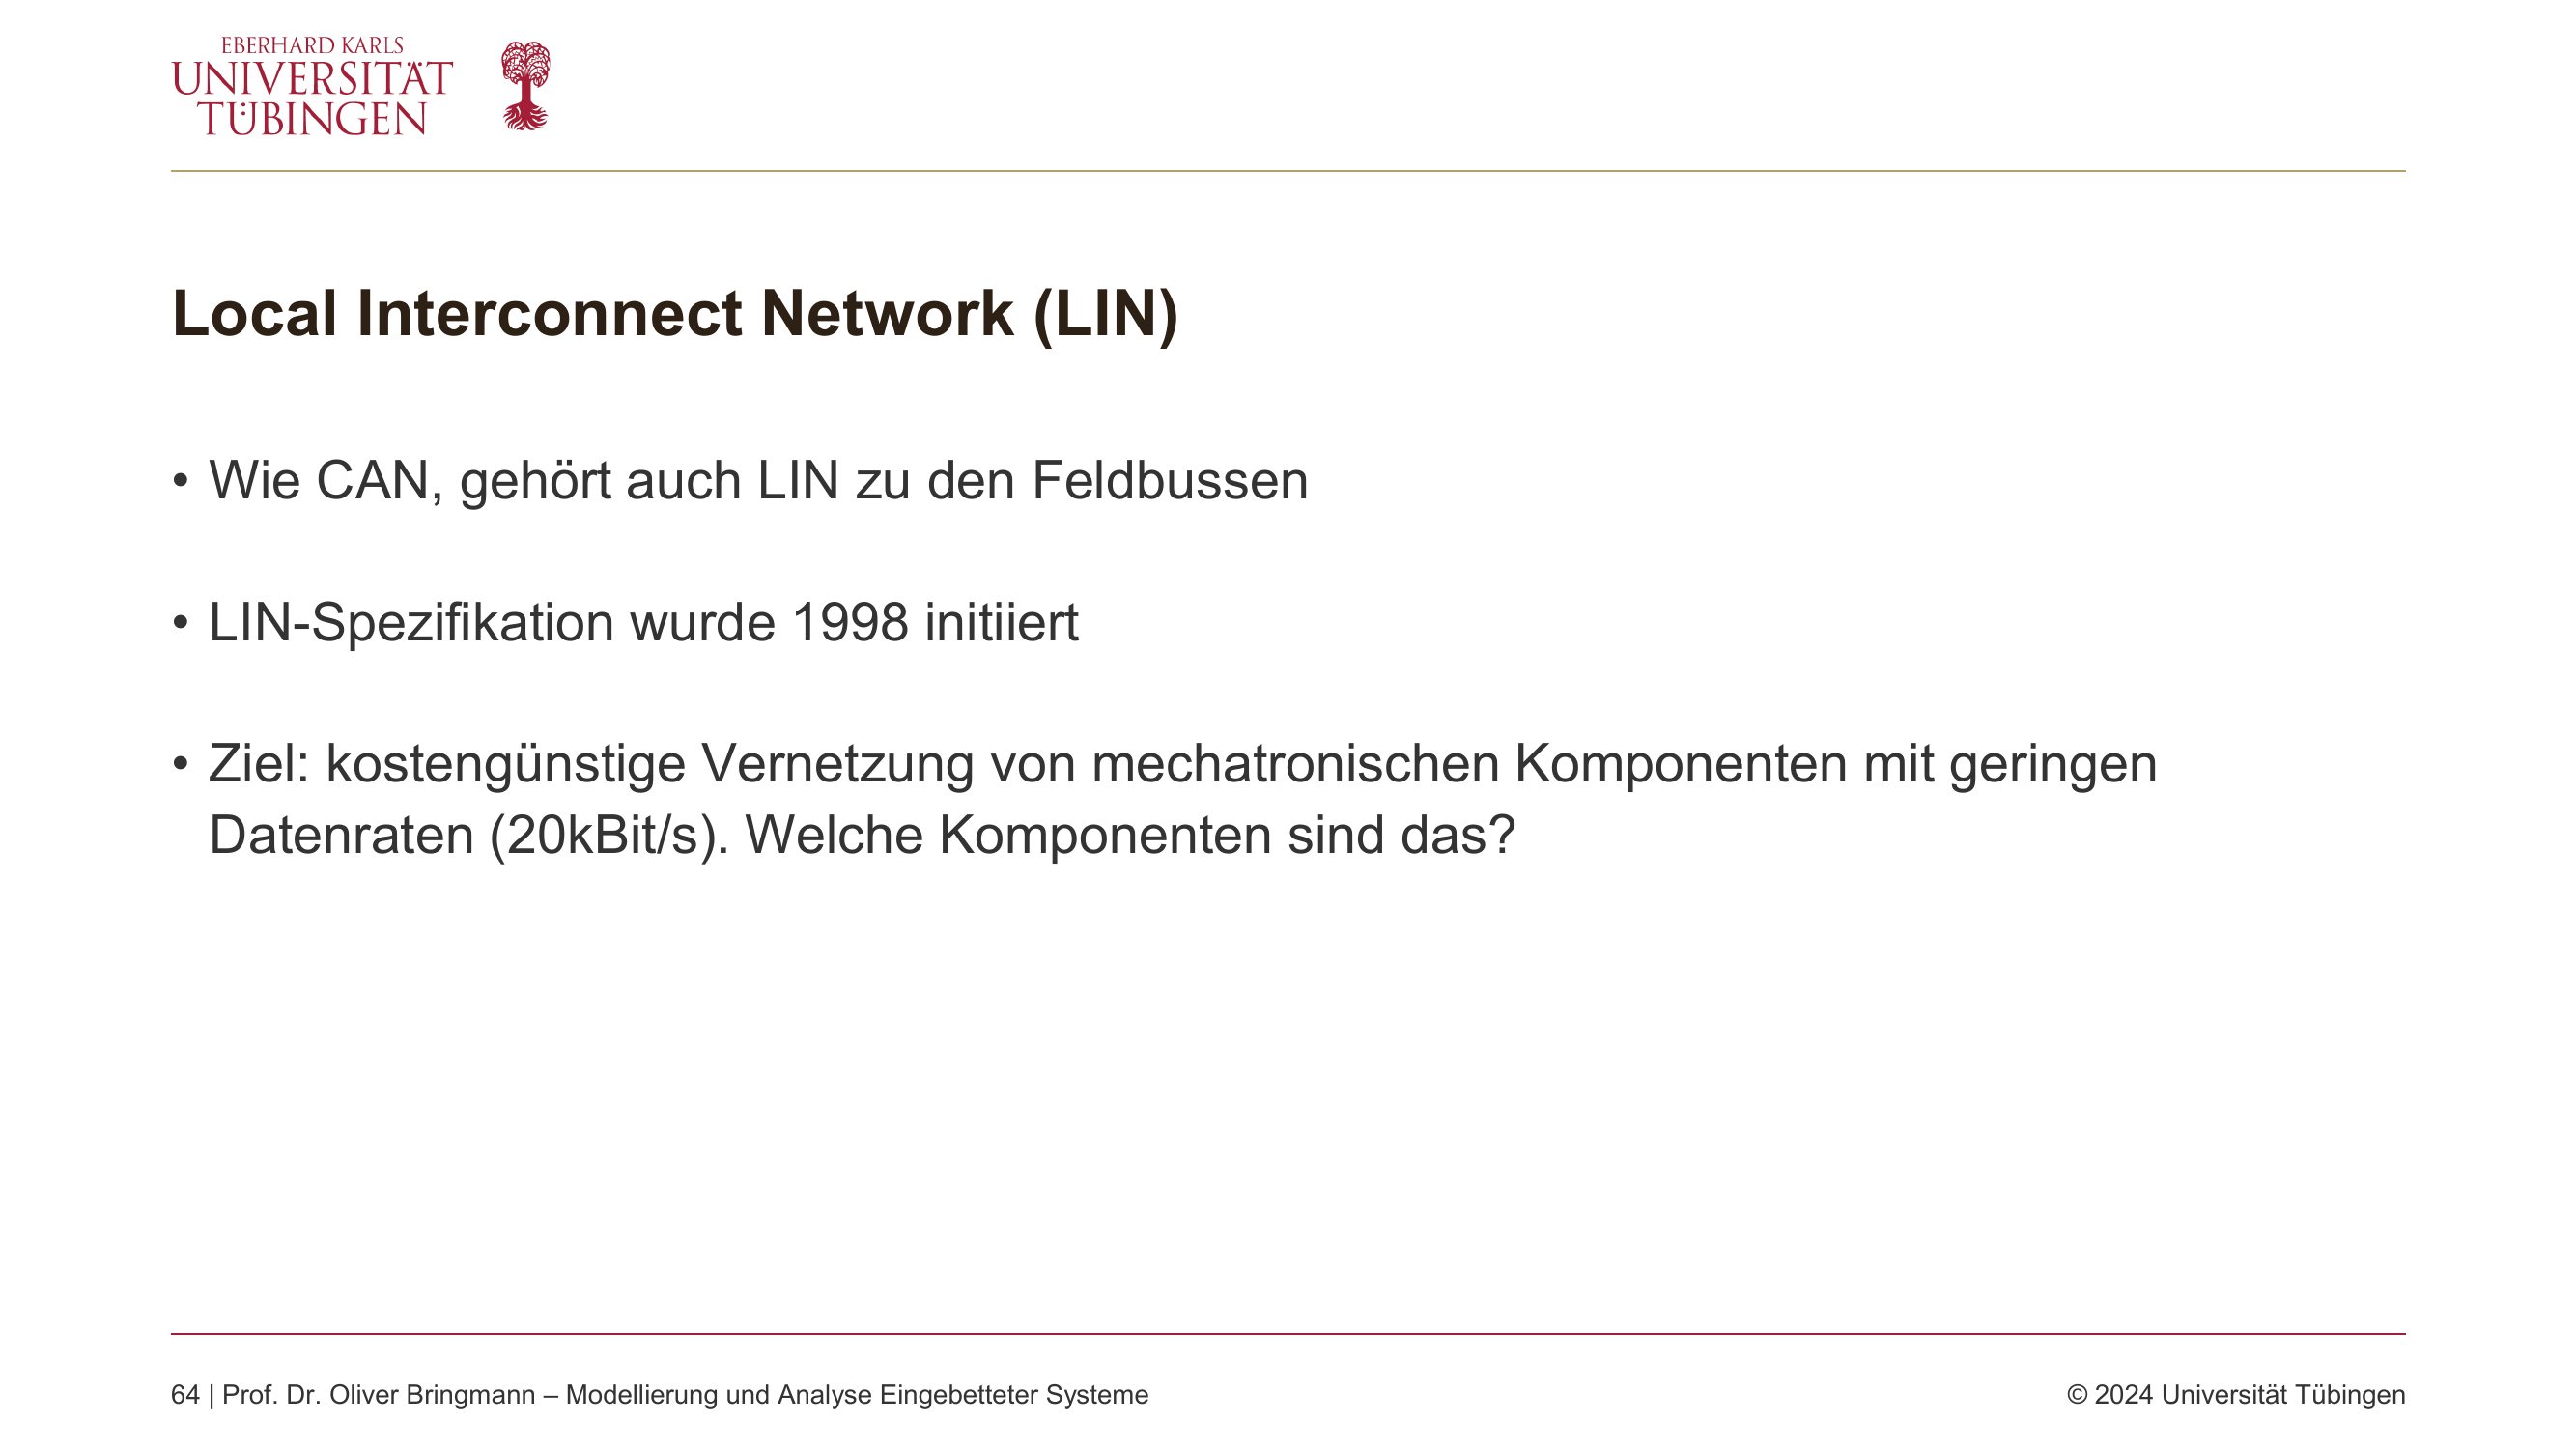 EBERHARD KARLS
UNIVERSITÄT
TÜBINGEN
Local Interconnect Network (LIN)
• Wie CAN, gehört auch LIN zu den Feldbussen
• LIN-Spezifikation wurde 1998 initiiert
• Ziel: kostengünstige Vernetzung von mechatronischen Komponenten mit geringen
Datenraten (20kBit/s). Welche Komponenten sind das?
64 | Prof. Dr. Oliver Bringmann – Modellierung und Analyse Eingebetteter Systeme
© 2024 Universität Tübingen